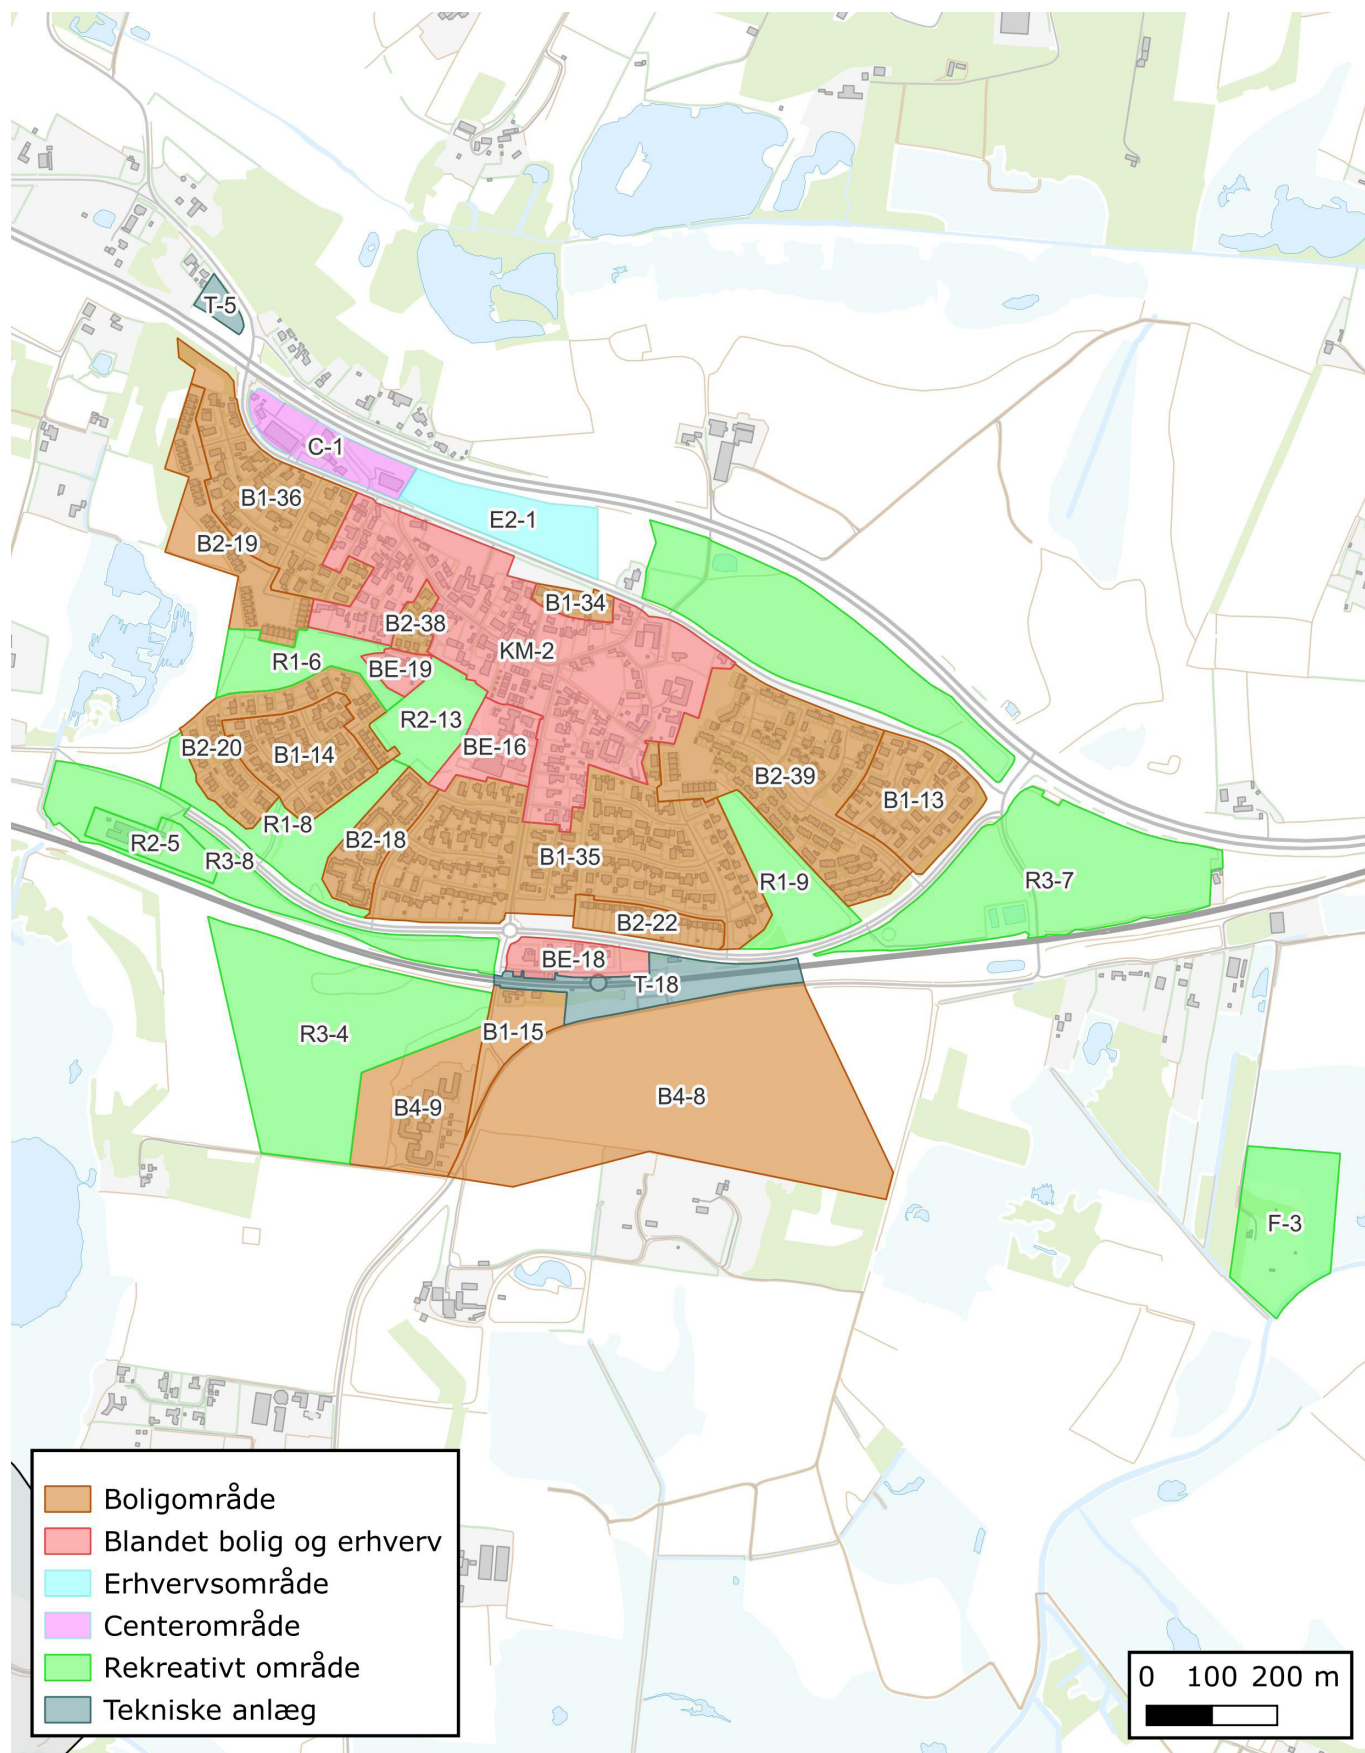 T-5
C-1
B1-36
E2-1
B2-19
B1-34
B2-38
KM-2
R1-6
BE-19
R2-13
B2-20
BE-16
B1-14
B2-39
B1-13
R1-8
B2-18
R2-5
R3-8
B1-35
R1-9
R3-7
B2-22
BE-18
T-18
R3-4
B1-15
B4-8
B4-9
F-3
Boligområde
Blandet bolig og erhverv
Erhvervsområde
Centerområde
Rekreativt område
Tekniske anlæg
0 100 200 m